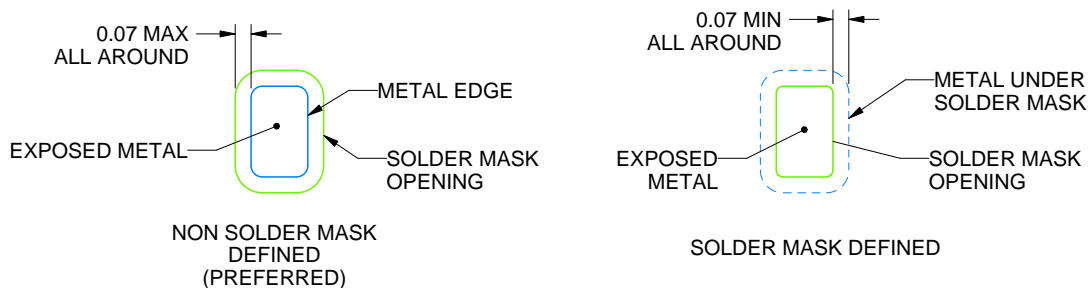 0.07 MAX
ALL AROUND
METAL EDGE
EXPOSED METAL
SOLDER MASK
OPENING
NON SOLDER MASK
DEFINED
(PREFERRED)
0.07 MIN
ALL AROUND
METAL UNDER
SOLDER MASK
EXPOSED
METAL
SOLDER MASK
OPENING
SOLDER MASK DEFINED